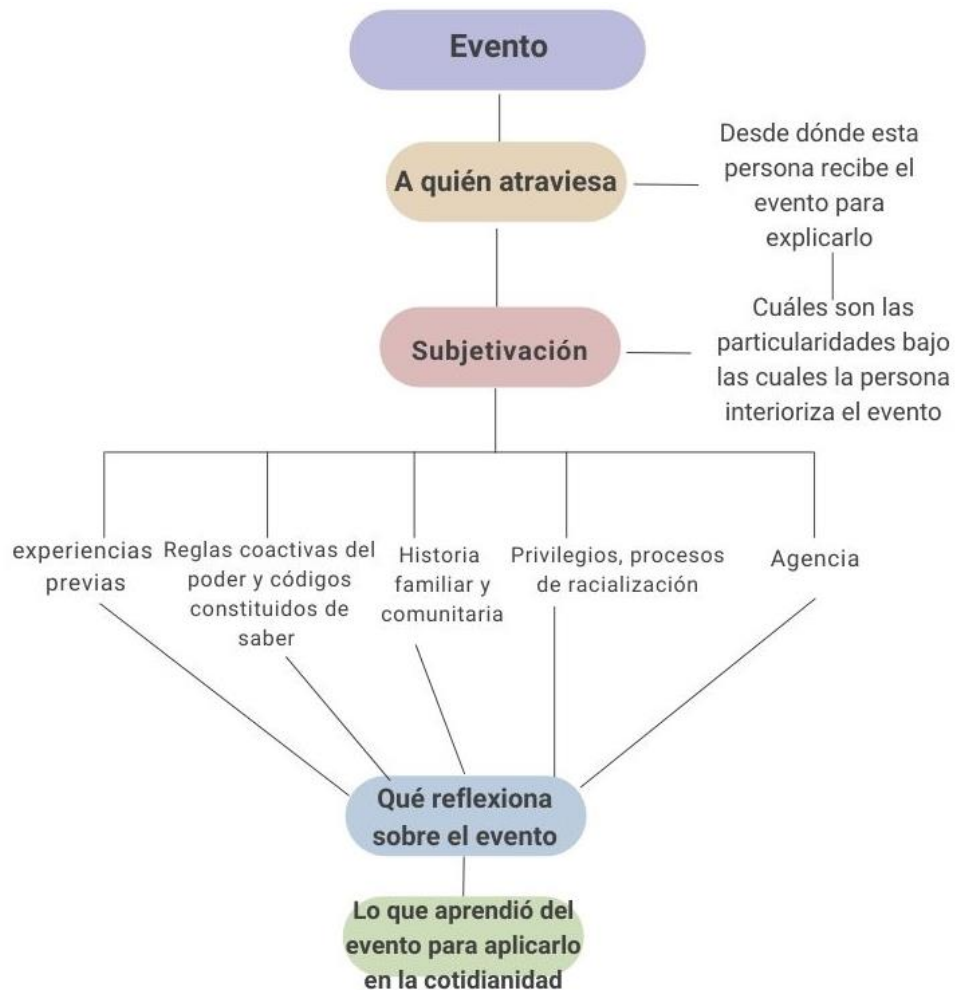 Evento
A quién atraviesa
Desde dónde esta
persona recibe el
evento para
explicarlo
Subjetivación
Cuáles son las
particularidades bajo
las cuales la persona
interioriza el evento
experiencias
previas
Reglas coactivas del
poder y códigos
constituidos de
saber
Historia
familiar y
comunitaria
Privilegios, procesos
de racialización
Agencia
Qué reflexiona
sobre el evento
Lo que aprendió del
evento para aplicarlo
en la cotidianidad